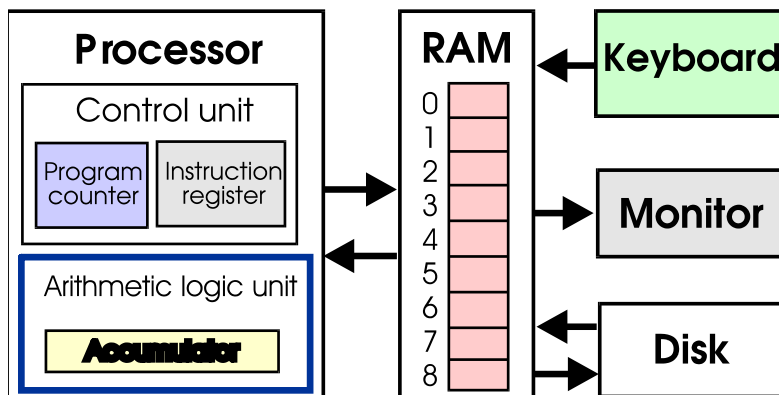 Processor
Control unit
Program
counter
Instruction
register
Arithmetic logic unit
Accumulator
RAM
0
1
2
3
4
5
6
7
8
Keyboard
Monitor
Disk